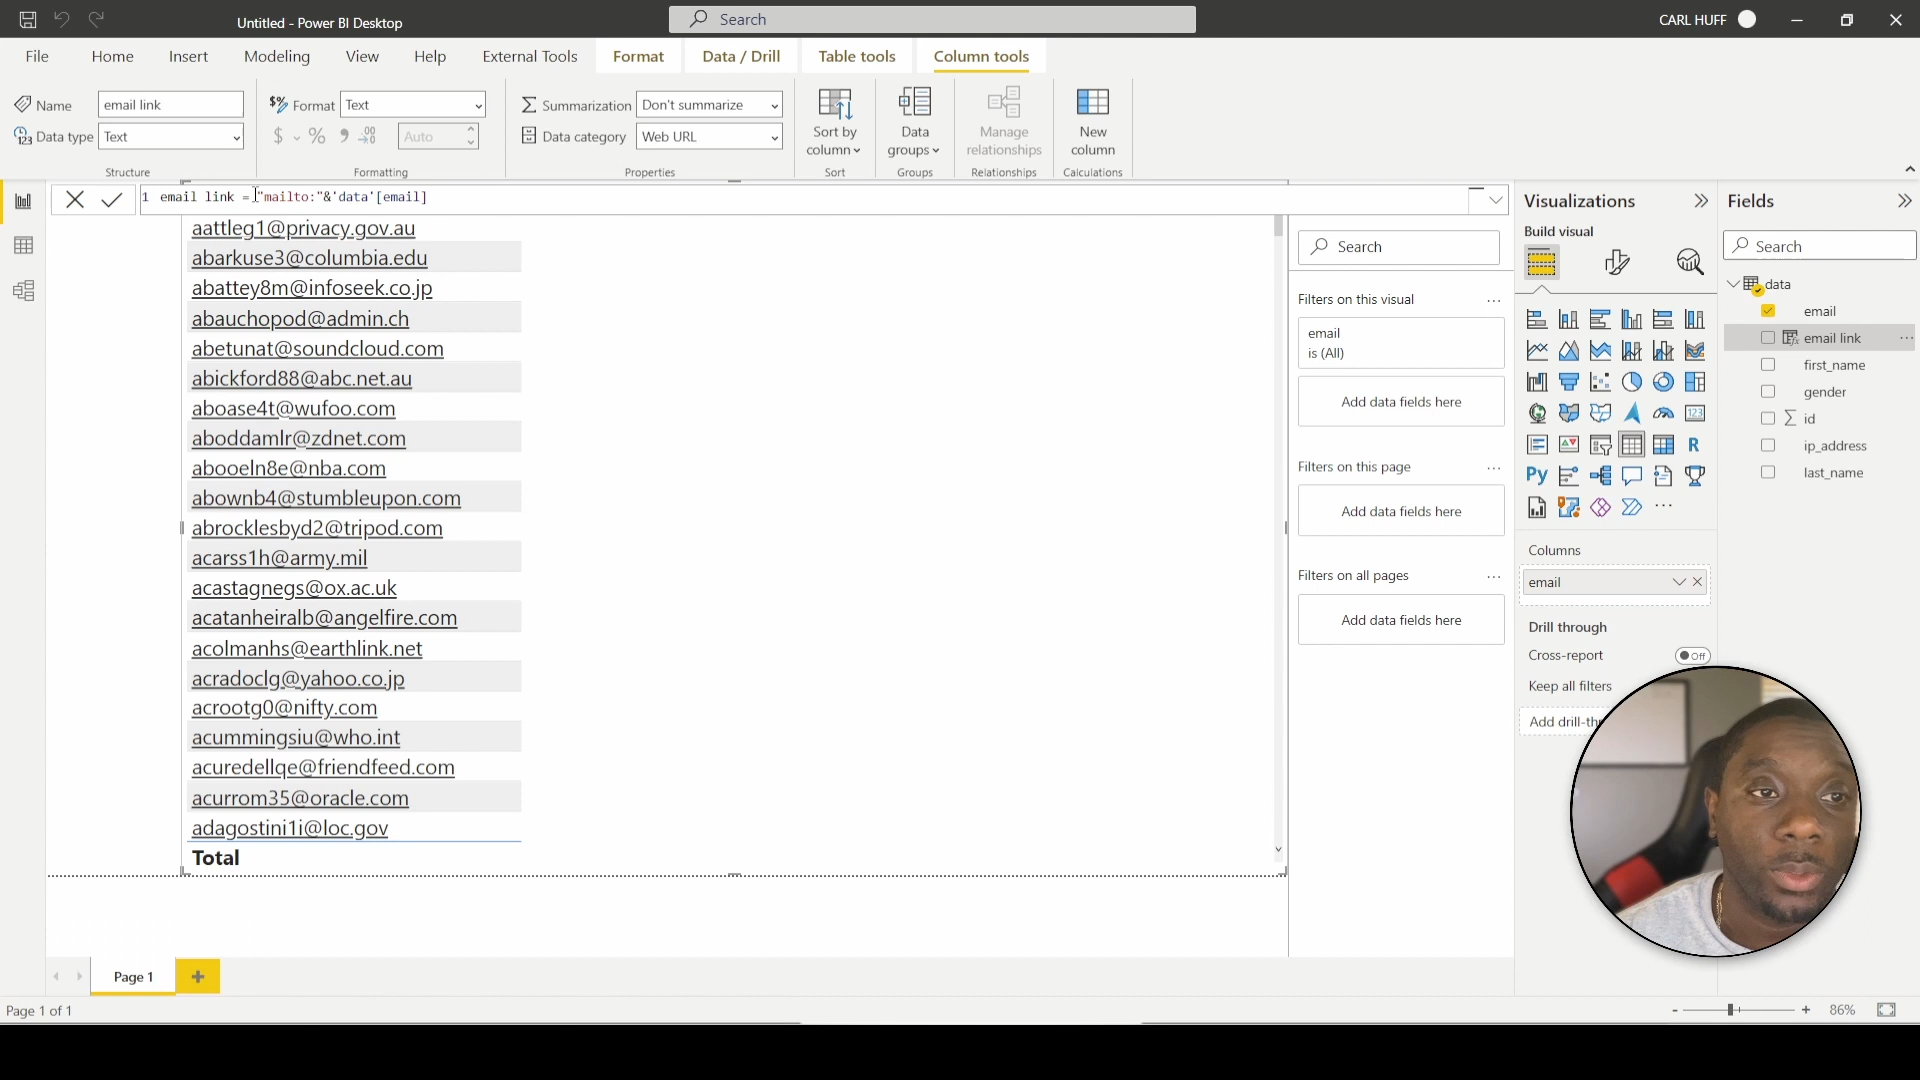 Untitled - Power BI Desktop
Search
CARL HUFF
File Home Insert Modeling View Help External Tools Format Data / Drill Table tools Column tools
Name email link
Data type Text
Structure
Format Text
$ % 9 .00
Auto
Formatting
Summarization Don't summarize
Data category Web URL
Properties
Sort by column
Sort
Data groups
Groups
Manage relationships
Relationships
New column
Calculations
1 email link = "mailto:"&'data'[email]
aattleg1@privacy.gov.au
abarkuse3@columbia.edu
abattey8m@infoseek.co.jp
abauchopod@admin.ch
abetunat@soundcloud.com
abickford88@abc.net.au
aboase4t@wufoo.com
aboddamlr@zdnet.com
abooeln8e@nba.com
abownb4@stumbleupon.com
abrocklesbyd2@tripod.com
acarss1h@army.mil
acastagnegs@ox.ac.uk
acatanheiralb@angelfire.com
acolmanhs@earthlink.net
acradoclg@yahoo.co.jp
acrootg0@nifty.com
acummingsiu@who.int
acuredellqe@friendfeed.com
acurrom35@oracle.com
adagostini1i@loc.gov
Total
Search
Filters on this visual ...
email
is (All)
Add data fields here
Filters on this page ...
Add data fields here
Filters on all pages ...
Add data fields here
Visualizations
Build visual
123
R
Py
...
Columns
email
Drill through
Cross-report Off
Keep all filters
Add drill-th
Fields
Search
data
email
email link ...
first_name
gender
Σ id
ip_address
last_name
Page 1 +
Page 1 of 1
- + 86%